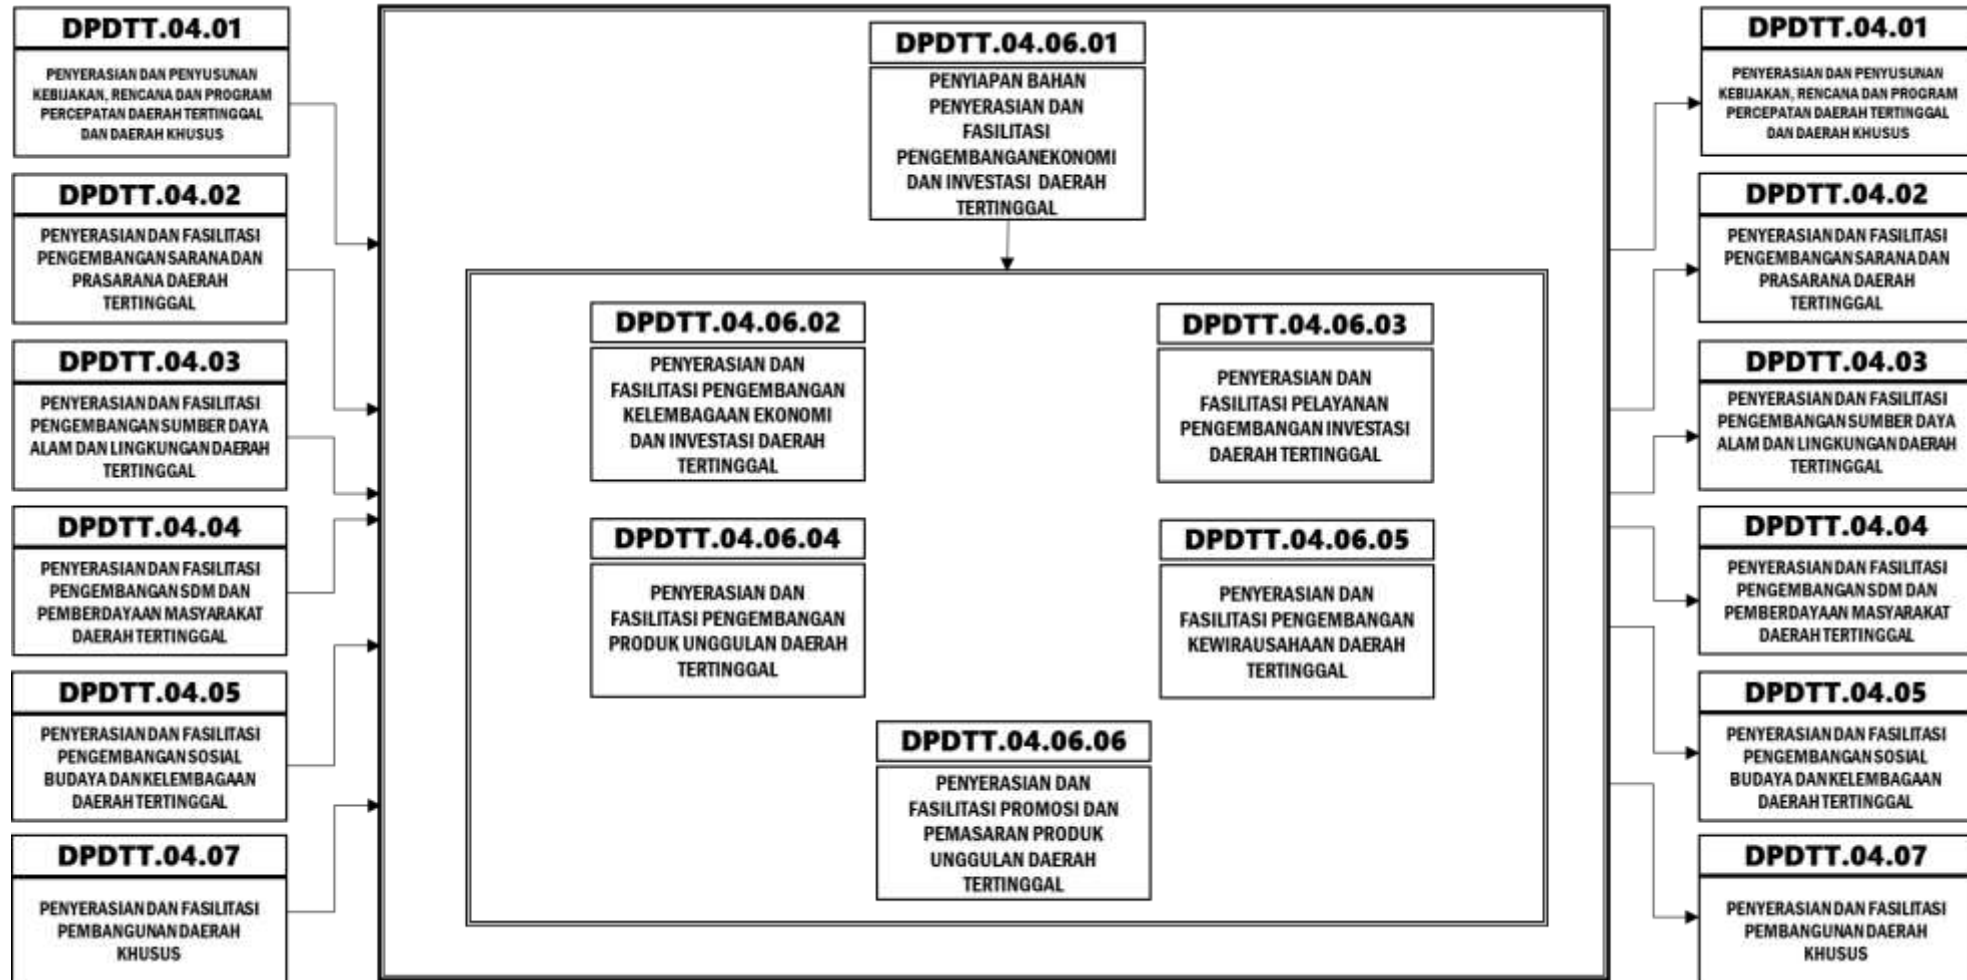 DPDTT.04.01
PENYERASIAN DAN PENYUSUNAN
KEBIJAKAN, RENCANA DAN PROGRAM
PERCEPATAN DAERAH TERTINGGAL
DAN DAERAH KHUSUS
DPDTT.04.02
PENYERASIAN DAN FASILITASI
PENGEMBANGAN SARANA DAN
PRASARANA DAERAH
TERTINGGAL
DPDTT.04.03
PENYERASIAN DAN FASILITASI
PENGEMBANGAN SUMBER DAYA
ALAM DAN LINGKUNGAN DAERAH
TERTINGGAL
DPDTT.04.04
PENYERASIAN DAN FASILITASI
PENGEMBANGAN SDM DAN
PEMBERDAYAAN MASYARAKAT
DAERAH TERTINGGAL
DPDTT.04.05
PENYERASIAN DAN FASILITASI
PENGEMBANGAN SOSIAL
BUDAYA DAN KELEMBAGAAN
DAERAH TERTINGGAL
DPDTT.04.07
PENYERASIAN DAN FASILITASI
PEMBANGUNAN DAERAH
KHUSUS
DPDTT.04.06.01
PENYIAPAN BAHAN
PENYERASIAN DAN
FASILITASI
PENGEMBANGANEKONOMI
DAN INVESTASI DAERAH
TERTINGGAL
DPDTT.04.06.02
PENYERASIAN DAN
FASILITASI PENGEMBANGAN
KELEMBAGAAN EKONOMI
DAN INVESTASI DAERAH
TERTINGGAL
DPDTT.04.06.03
PENYERASIAN DAN
FASILITASI PELAYANAN
PENGEMBANGAN INVESTASI
DAERAH TERTINGGAL
DPDTT.04.06.04
PENYERASIAN DAN
FASILITASI PENGEMBANGAN
PRODUK UNGGULAN DAERAH
TERTINGGAL
DPDTT.04.06.05
PENYERASIAN DAN
FASILITASI PENGEMBANGAN
KEWIRAUSAHAAN DAERAH
TERTINGGAL
DPDTT.04.06.06
PENYERASIAN DAN
FASILITASI PROMOSI DAN
PEMASARAN PRODUK
UNGGULAN DAERAH
TERTINGGAL
DPDTT.04.01
PENYERASIAN DAN PENYUSUNAN
KEBIJAKAN, RENCANA DAN PROGRAM
PERCEPATAN DAERAH TERTINGGAL
DAN DAERAH KHUSUS
DPDTT.04.02
PENYERASIAN DAN FASILITASI
PENGEMBANGAN SARANA DAN
PRASARANA DAERAH
TERTINGGAL
DPDTT.04.03
PENYERASIAN DAN FASILITASI
PENGEMBANGAN SUMBER DAYA
ALAM DAN LINGKUNGAN DAERAH
TERTINGGAL
DPDTT.04.04
PENYERASIAN DAN FASILITASI
PENGEMBANGAN SDM DAN
PEMBERDAYAAN MASYARAKAT
DAERAH TERTINGGAL
DPDTT.04.05
PENYERASIAN DAN FASILITASI
PENGEMBANGAN SOSIAL
BUDAYA DAN KELEMBAGAAN
DAERAH TERTINGGAL
DPDTT.04.07
PENYERASIAN DAN FASILITASI
PEMBANGUNAN DAERAH
KHUSUS